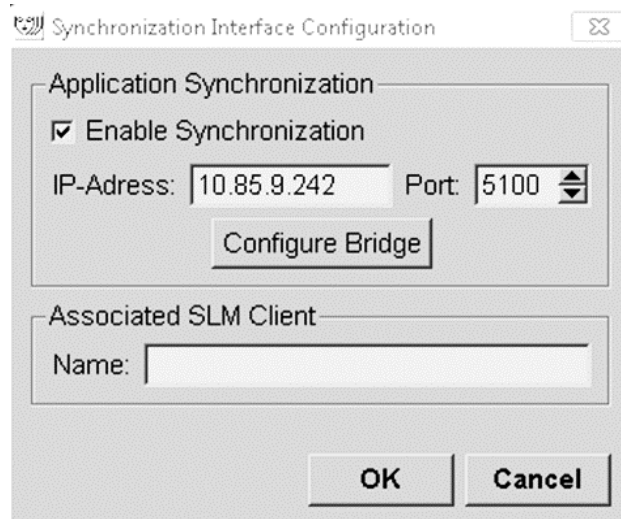 Synchronization Interface Configuration
Application Synchronization
Enable Synchronization
IP-Adress: 10.85.9.242 Port: 5100
Configure Bridge
Associated SLM Client
Name:
OK Cancel